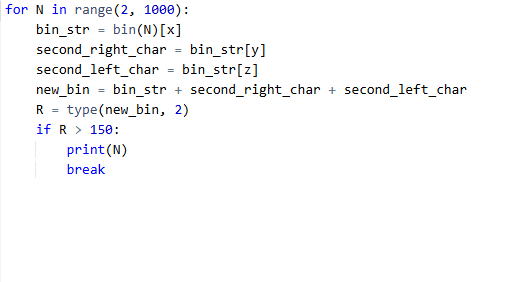 for N in range(2, 1000):
    bin_str = bin(N)[x]
    second_right_char = bin_str[y]
    second_left_char = bin_str[z]
    new_bin = bin_str + second_right_char + second_left_char
    R = type(new_bin, 2)
    if R > 150:
        print(N)
        break